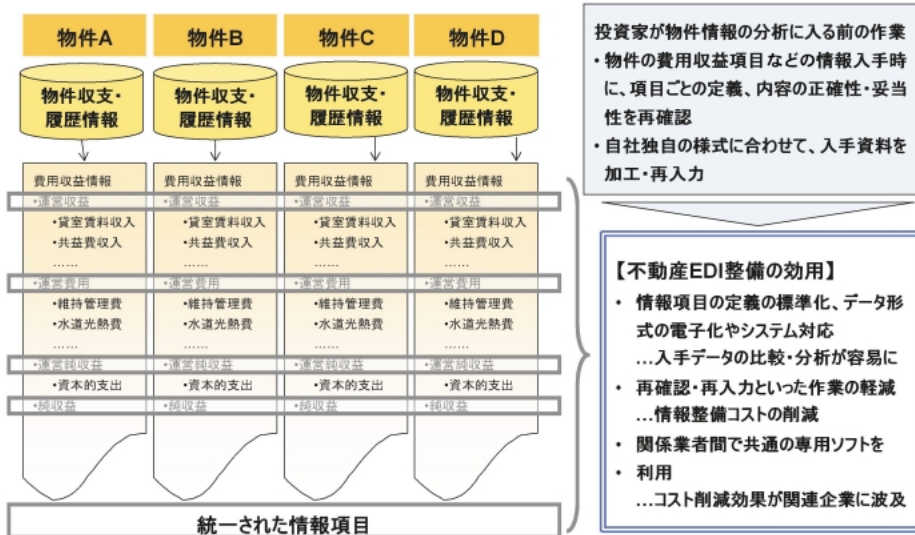 物件A
物件B
物件C
物件D
物件収支・
履歴情報
物件収支・
履歴情報
物件収支・
履歴情報
物件収支・
履歴情報
費用収益情報
・運営収益
・貸室賃料収入
・共益費収入
……
・運営費用
・維持管理費
・水道光熱費
……
・運営純収益
・資本的支出
・純収益
費用収益情報
・運営収益
・貸室賃料収入
・共益費収入
……
・運営費用
・維持管理費
・水道光熱費
……
・運営純収益
・資本的支出
・純収益
費用収益情報
・運営収益
・貸室賃料収入
・共益費収入
……
・運営費用
・維持管理費
・水道光熱費
……
・運営純収益
・資本的支出
・純収益
費用収益情報
・運営収益
・貸室賃料収入
・共益費収入
……
・運営費用
・維持管理費
・水道光熱費
……
・運営純収益
・資本的支出
・純収益
統一された情報項目
投資家が物件情報の分析に入る前の作業
・物件の費用収益項目などの情報入手時
に、項目ごとの定義、内容の正確性・妥当
性を再確認
・自社独自の様式に合わせて、入手資料を
加工・再入力
【不動産EDI整備の効用】
・ 情報項目の定義の標準化、データ形
式の電子化やシステム対応
…入手データの比較・分析が容易に
・ 再確認・再入力といった作業の軽減
…情報整備コストの削減
・ 関係業者間で共通の専用ソフトを
・ 利用
…コスト削減効果が関連企業に波及